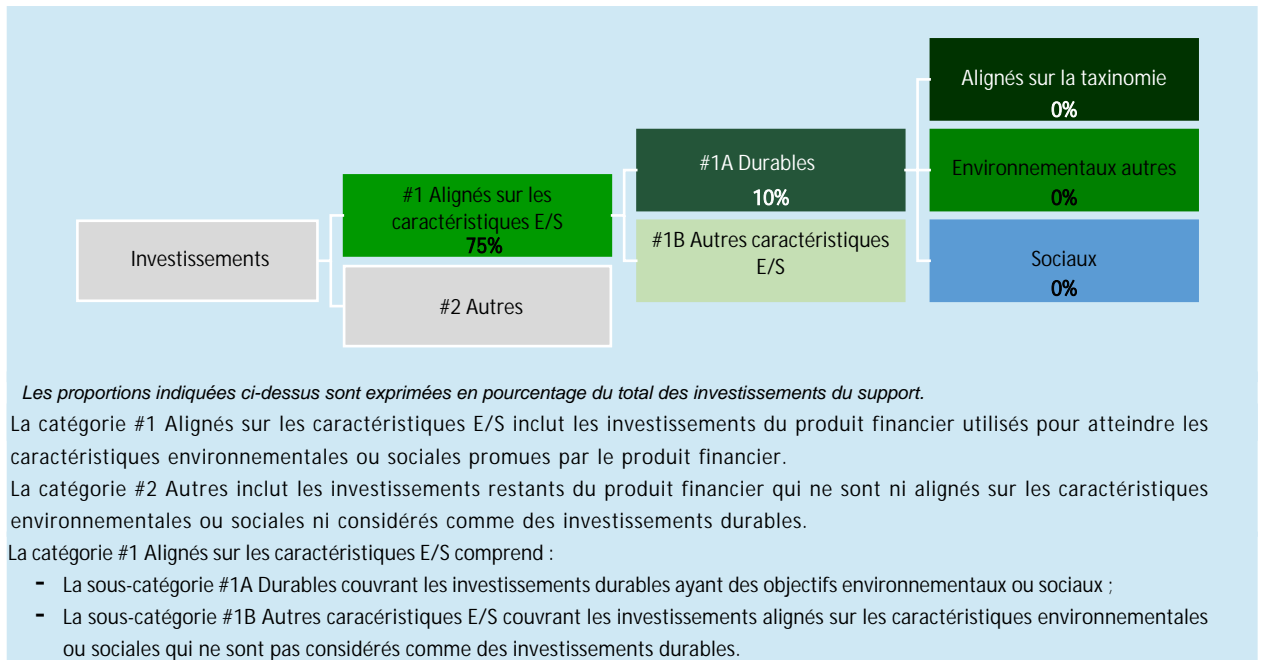 Alignés sur la taxinomie
0%
#1A Durables
10%
Environnementaux autres
0%
#1 Alignés sur les
caractéristiques E/S
75%
#1B Autres caractéristiques
E/S
Investissements
Sociaux
0%
#2 Autres
Les proportions indiquées ci-dessus sont exprimées en pourcentage du total des investissements du support.
La catégorie #1 Alignés sur les caractéristiques E/S inclut les investissements du produit financier utilisés pour atteindre les
caractéristiques environnementales ou sociales promues par le produit financier.
La catégorie #2 Autres inclut les investissements restants du produit financier qui ne sont ni alignés sur les caractéristiques
environnementales ou sociales ni considérés comme des investissements durables.
La catégorie #1 Alignés sur les caractéristiques E/S comprend :
- La sous-catégorie #1A Durables couvrant les investissements durables ayant des objectifs environnementaux ou sociaux ;
- La sous-catégorie #1B Autres caracéristiques E/S couvrant les investissements alignés sur les caractéristiques environnementales
ou sociales qui ne sont pas considérés comme des investissements durables.